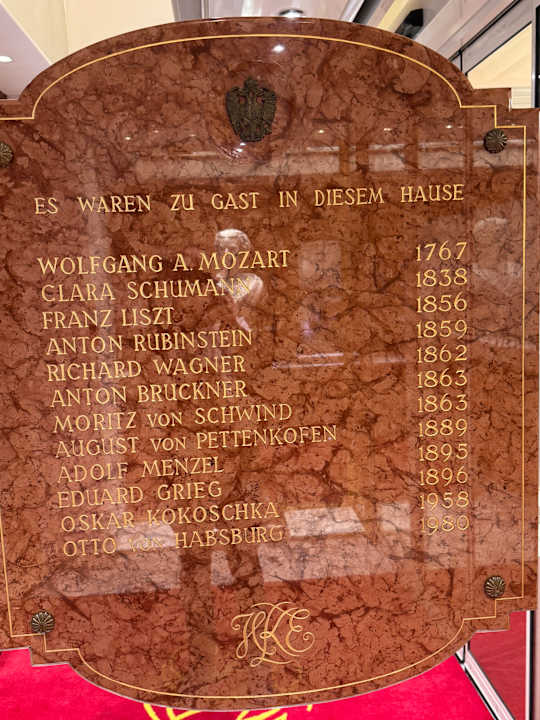 ES WAREN ZU GAST IN DIESEM HAUSE
WOLFGANG A. MOZART 1767
CLARA SCHUMANN 1838
FRANZ LISZT 1856
ANTON RUBINSTEIN 1859
RICHARD WAGNER 1862
ANTON BRUCKNER 1863
MORITZ VON SCHWIND 1863
AUGUST VON PETTENKOFEN 1889
ADOLF MENZEL 1895
EDUARD GRIEG 1896
OSKAR KOKOSCHKA 1958
OTTO VON HABSBURG 1980